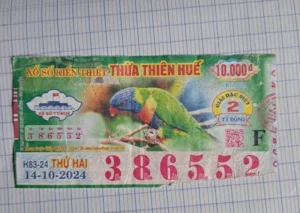 XỔ SỐ KIẾN THIẾT THỪA THIÊN HUẾ
10.000đ
386552
GIẢI ĐẶC BIỆT
2
TỶ ĐỒNG
F
H83-24 THỨ HAI
14-10-2024
386552